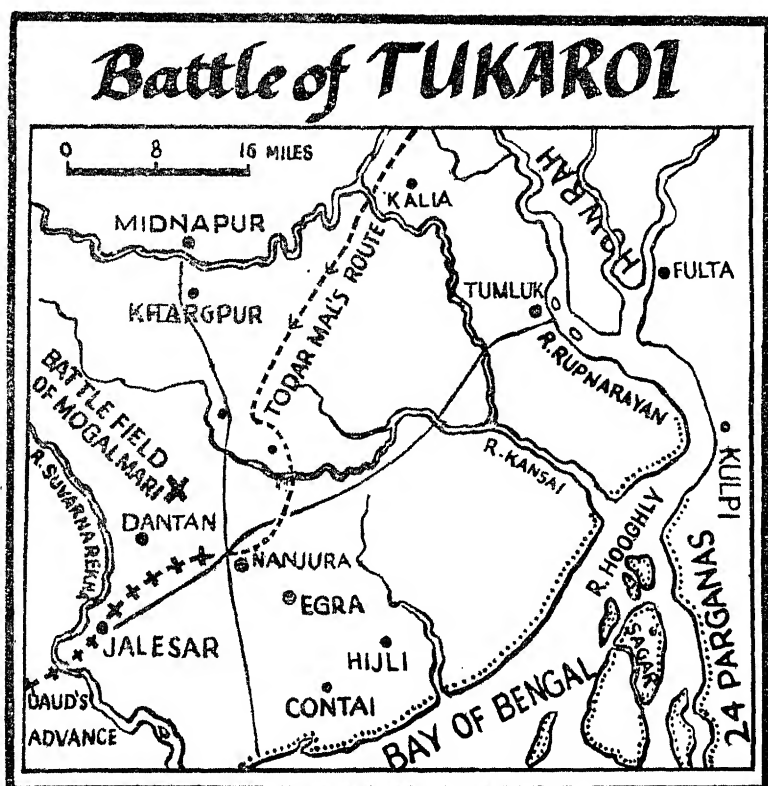 Battle of TUKAROI
0 8 16 MILES
KALIA
HOWRAH
MIDNAPUR
FULTA
KHARGPUR
TODAR MAL'S ROUTE
TUMLUK
R. RUPNARAYAN
BATTLE FIELD
OF MOGALMARI
KULPI
R. SUVARNAREKHA
R. KANSAI
DANTAN
R. HOOGHLY
NANJURA
EGRA
24 PARGANAS
JALESAR
HIJLI
SAGAR
CONTAI
BAY OF BENGAL
DAUD'S
ADVANCE